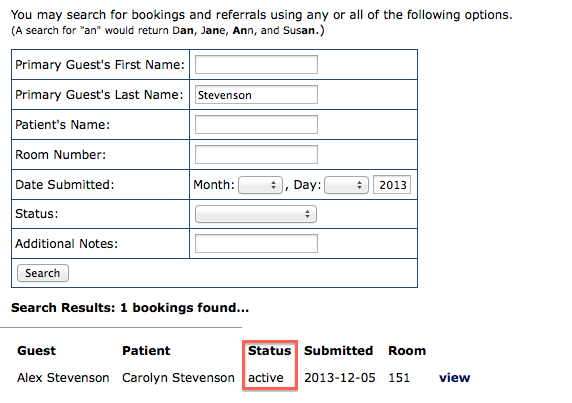 You may search for bookings and referrals using any or all of the following options.
(A search for "an" would return Dan, Jane, Ann, and Susan.)
Primary Guest's First Name:
Primary Guest's Last Name: Stevenson
Patient's Name:
Room Number:
Date Submitted: Month: , Day: 2013
Status:
Additional Notes:
Search
Search Results: 1 bookings found...
Guest Patient Status Submitted Room
Alex Stevenson Carolyn Stevenson active 2013-12-05 151 view